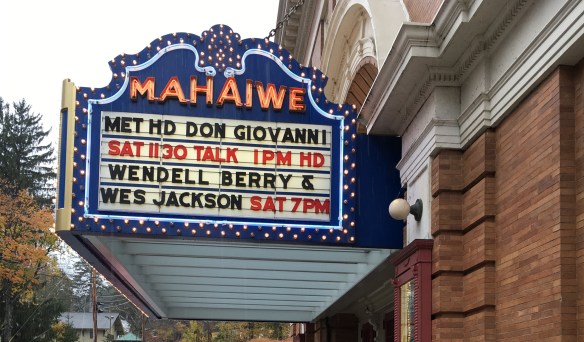 MAHAIWE
MET HD DON GIOVANNI
SAT 11 30 TALK 1PM HD
WENDELL BERRY &
WES JACKSON SAT 7PM